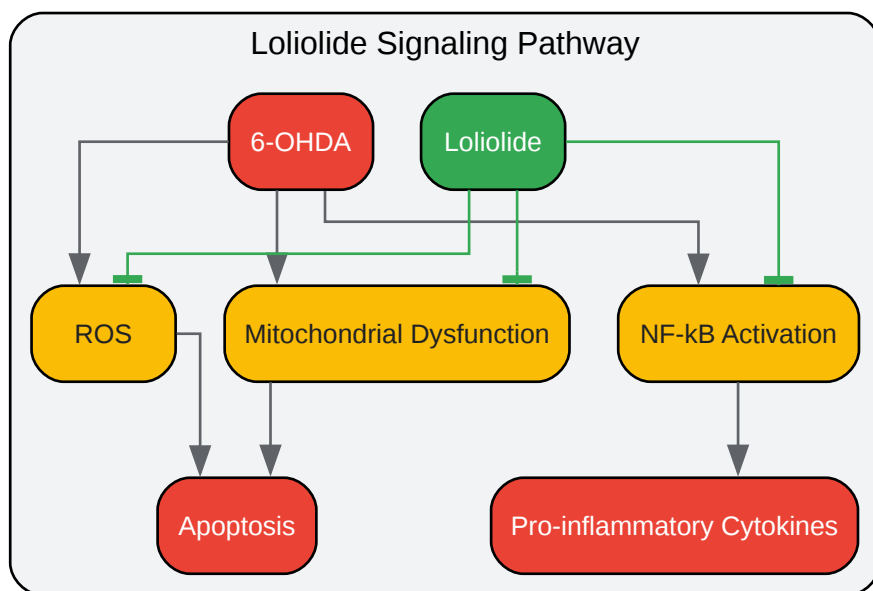 Loliolide Signaling Pathway
6-OHDA
Loliolide
ROS
Mitochondrial Dysfunction
NF-kB Activation
Apoptosis
Pro-inflammatory Cytokines